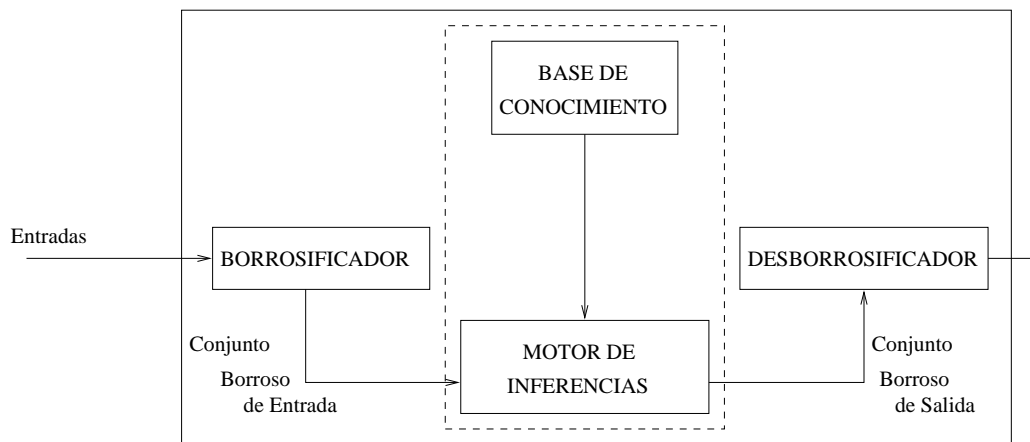 BASE DE
CONOCIMIENTO
Entradas
BORROSIFICADOR
DESBORROSIFICADOR
Conjunto
Borroso
de Entrada
MOTOR DE
INFERENCIAS
Conjunto
Borroso
de Salida